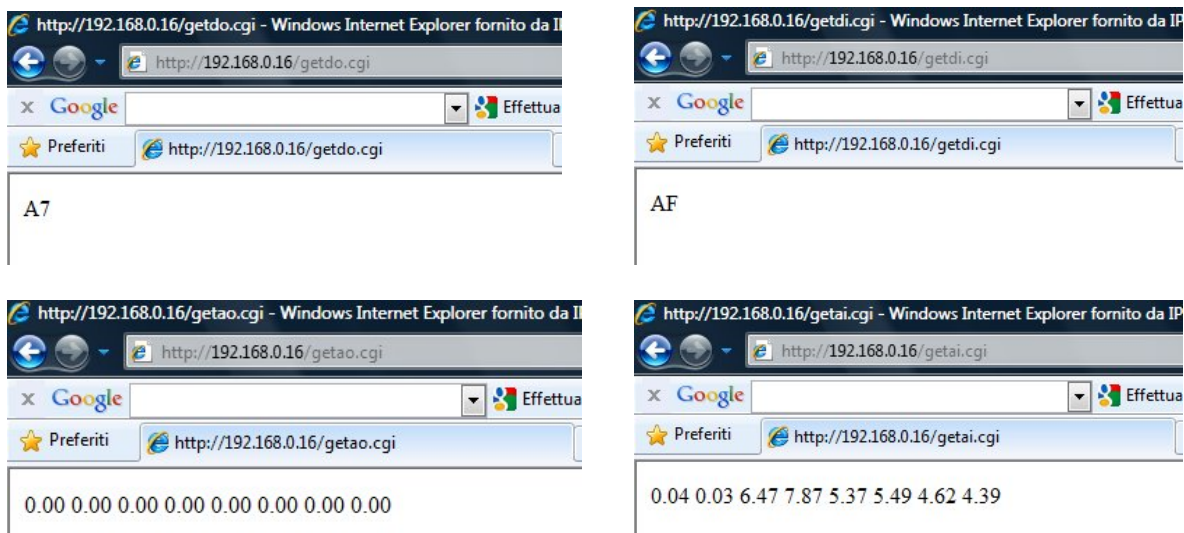 http://192.168.0.16/getdo.cgi - Windows Internet Explorer fornito da
http://192.168.0.16/getdo.cgi
x Google Effettua
Preferiti http://192.168.0.16/getdo.cgi
A7
http://192.168.0.16/getdi.cgi - Windows Internet Explorer fornito da IP
http://192.168.0.16/getdi.cgi
x Google Effettua
Preferiti http://192.168.0.16/getdi.cgi
AF
http://192.168.0.16/getao.cgi - Windows Internet Explorer fornito da
http://192.168.0.16/getao.cgi
x Google Effettua
Preferiti http://192.168.0.16/getao.cgi
0.00 0.00 0.00 0.00 0.00 0.00 0.00 0.00
http://192.168.0.16/getai.cgi - Windows Internet Explorer fornito da IP
http://192.168.0.16/getai.cgi
x Google Effettua
Preferiti http://192.168.0.16/getai.cgi
0.04 0.03 6.47 7.87 5.37 5.49 4.62 4.39